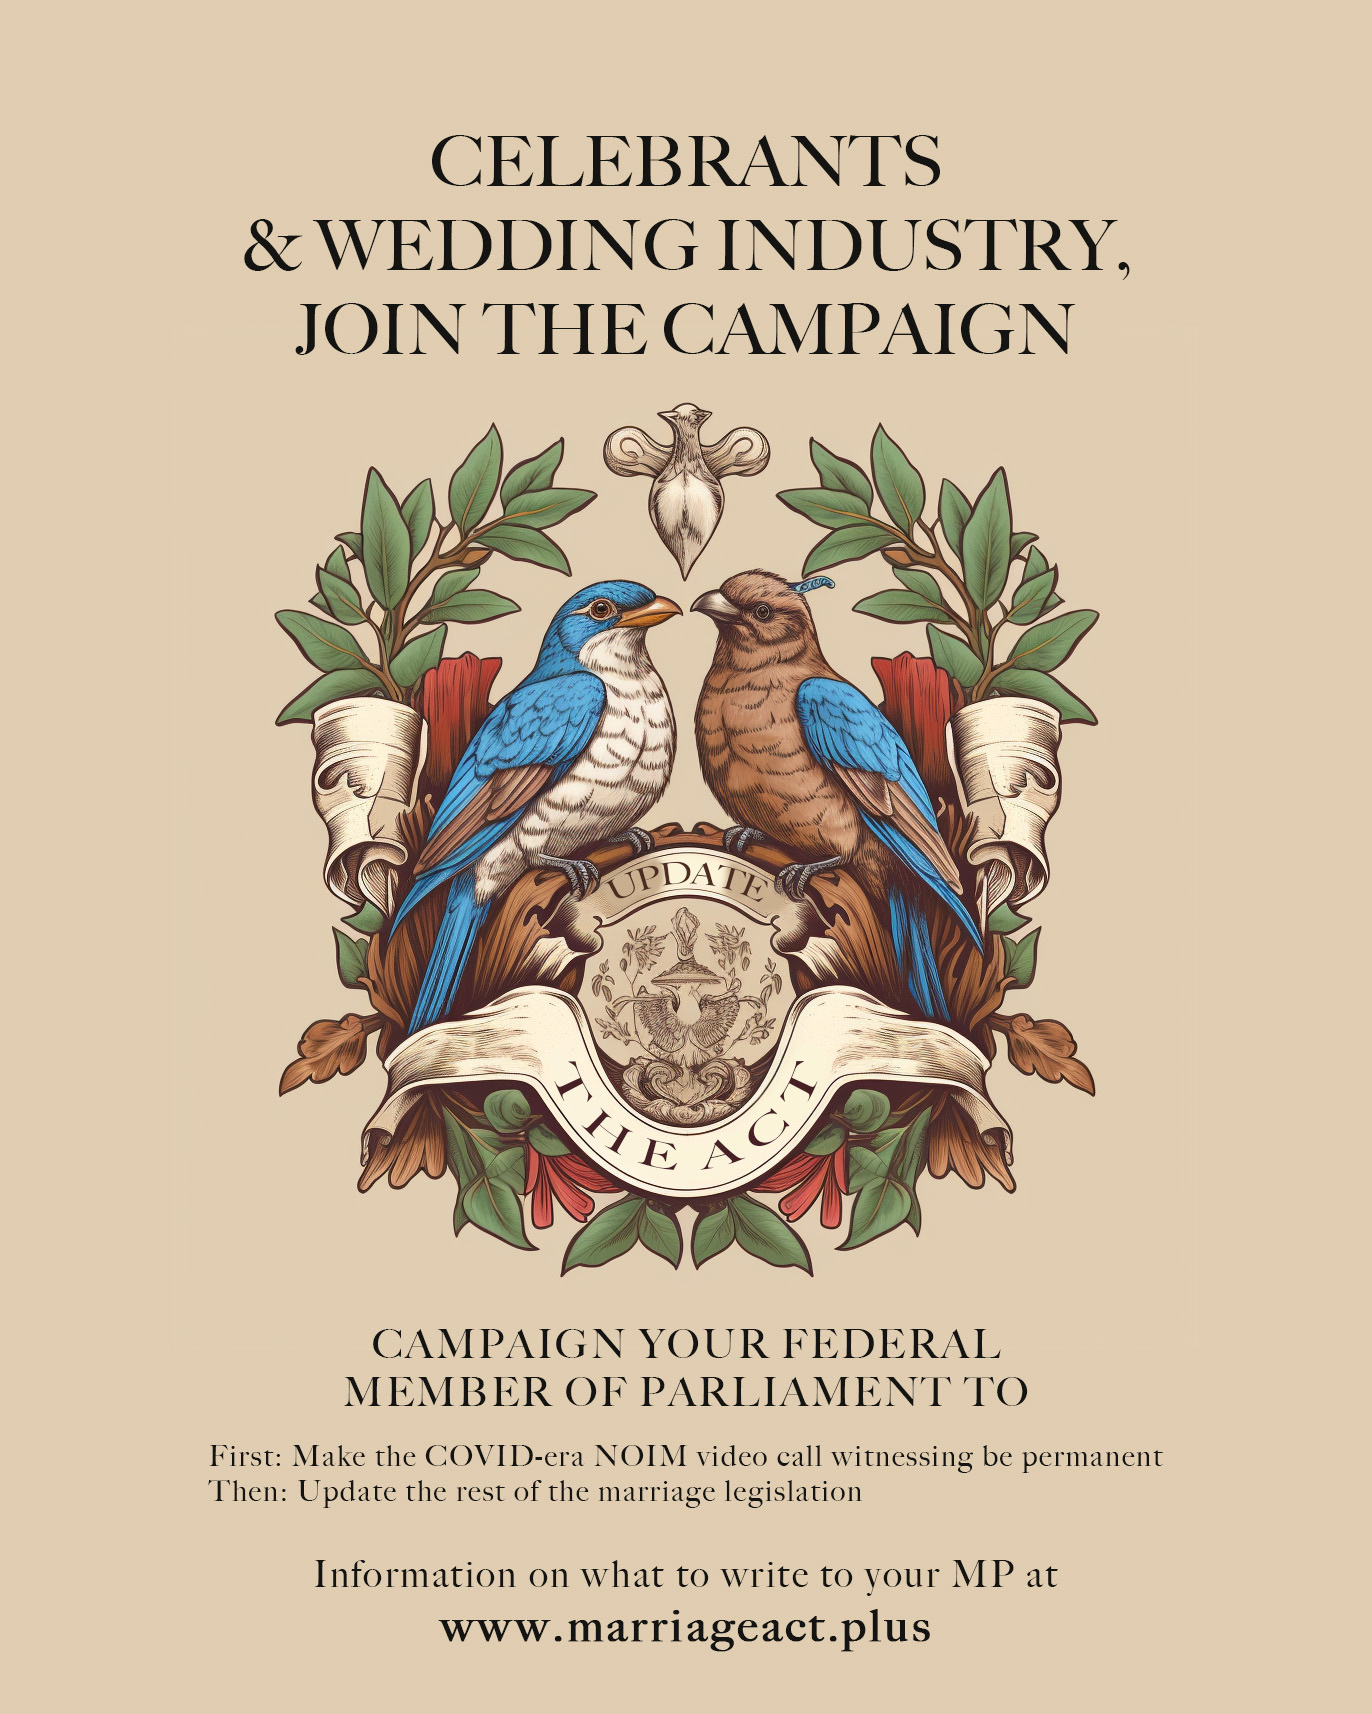 CELEBRANTS
& WEDDING INDUSTRY,
JOIN THE CAMPAIGN
UPDATE
THE ACT
CAMPAIGN YOUR FEDERAL
MEMBER OF PARLIAMENT TO
First: Make the COVID-era NOIM video call witnessing be permanent
Then: Update the rest of the marriage legislation
Information on what to write to your MP at
www.marriageact.plus